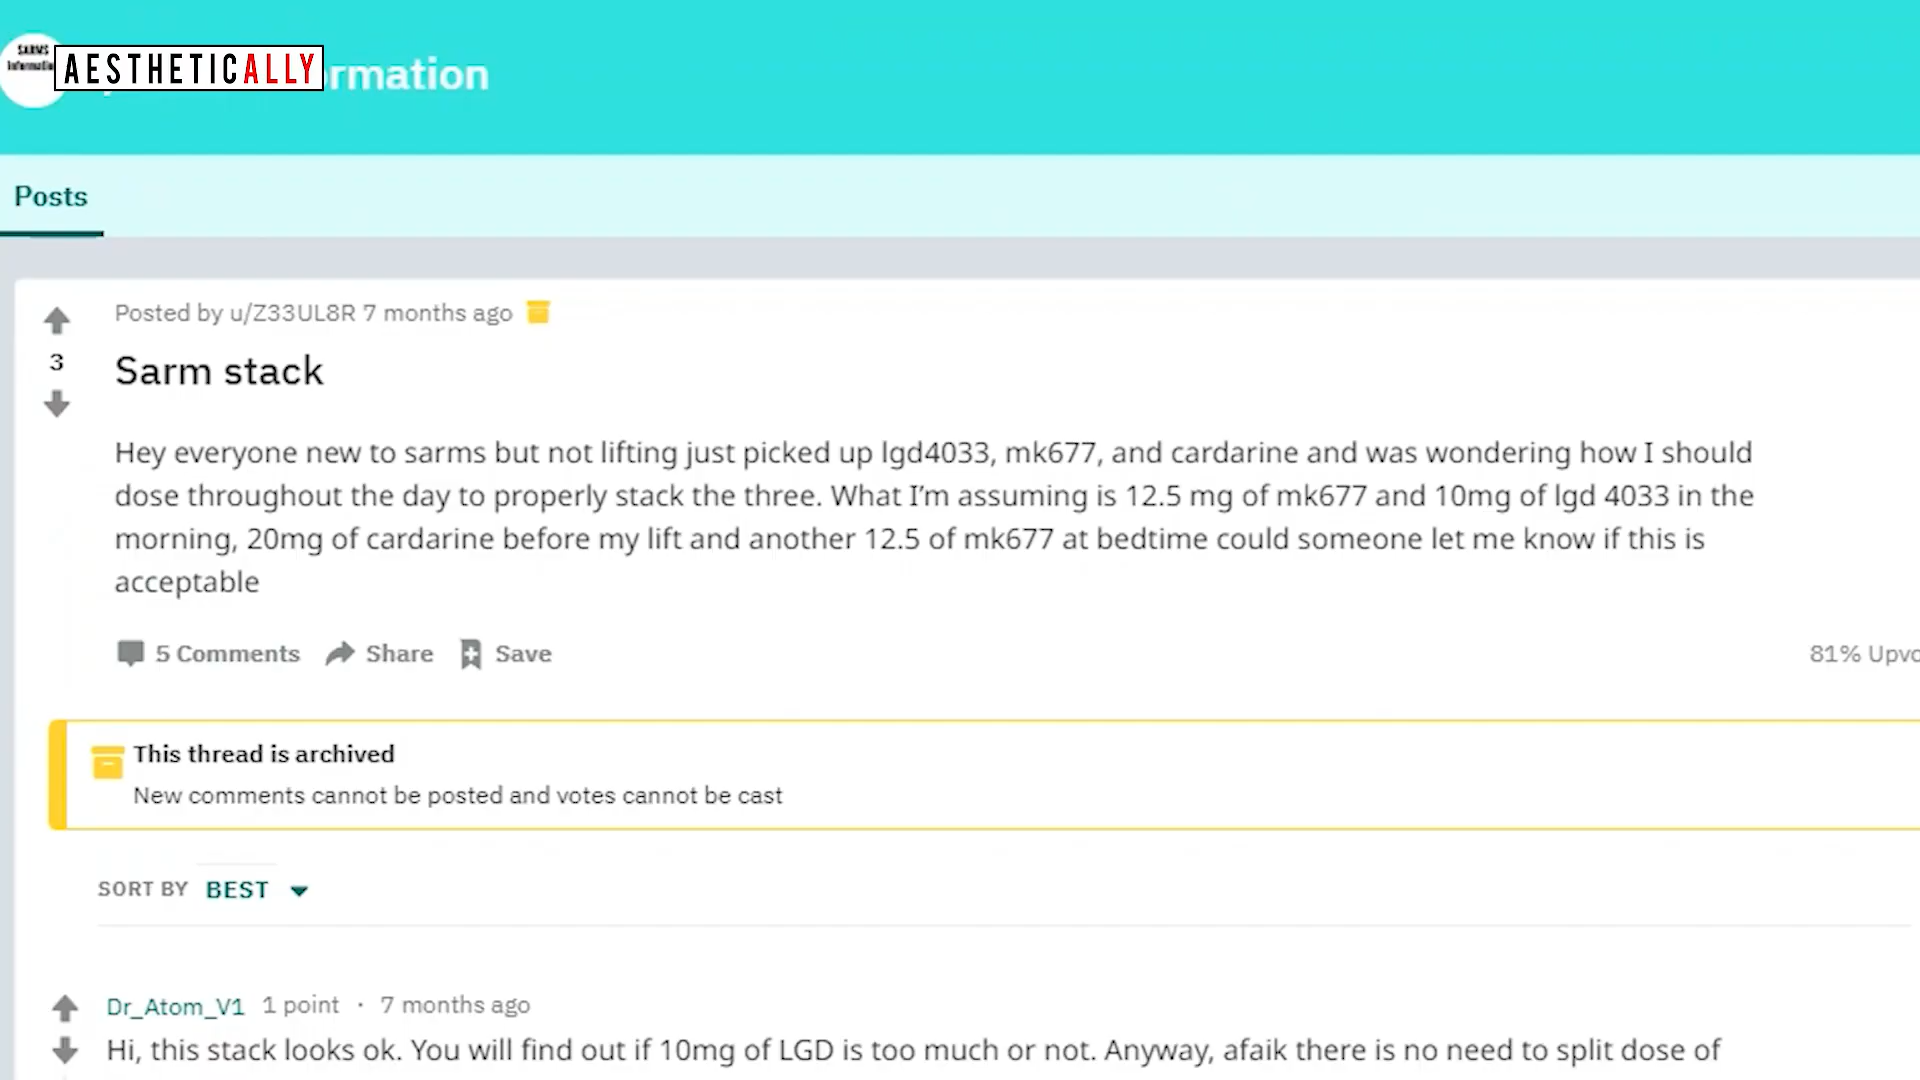 SARMS
Information
AESTHETICALLY
rmation
Posts
Posted by u/Z33UL8R 7 months ago
3
Sarm stack
Hey everyone new to sarms but not lifting just picked up lgd4033, mk677, and cardarine and was wondering how I should
dose throughout the day to properly stack the three. What I’m assuming is 12.5 mg of mk677 and 10mg of lgd 4033 in the
morning, 20mg of cardarine before my lift and another 12.5 of mk677 at bedtime could someone let me know if this is
acceptable
5 Comments Share Save
81% Upvo
This thread is archived
New comments cannot be posted and votes cannot be cast
SORT BY BEST
Dr_Atom_V1 1 point · 7 months ago
Hi, this stack looks ok. You will find out if 10mg of LGD is too much or not. Anyway, afaik there is no need to split dose of